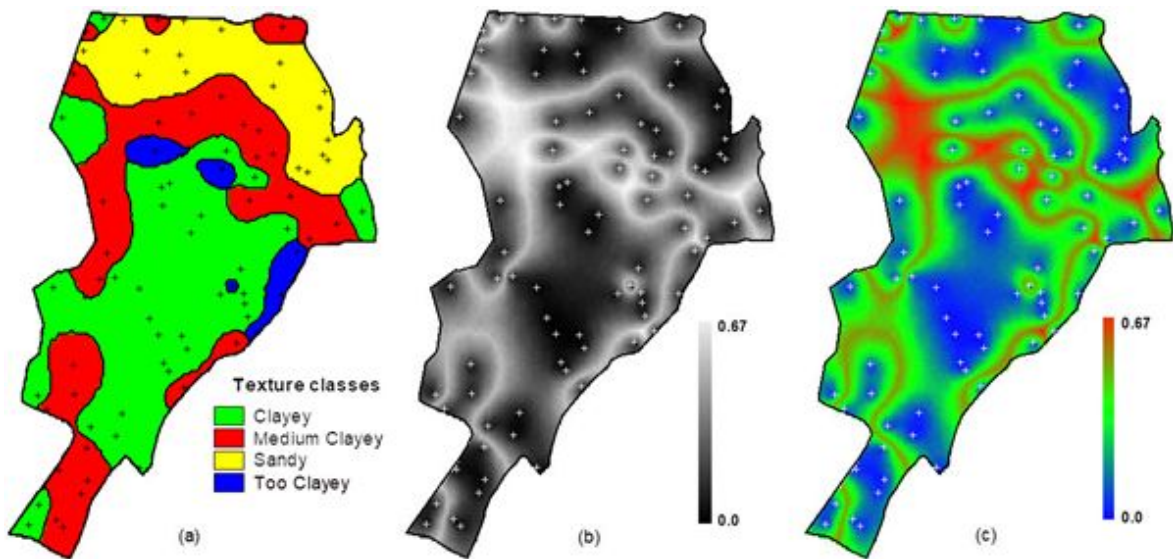 Texture classes
Clayey
Medium Clayey
Sandy
Too Clayey
(a)
0.67
0.0
(b)
0.67
0.0
(c)